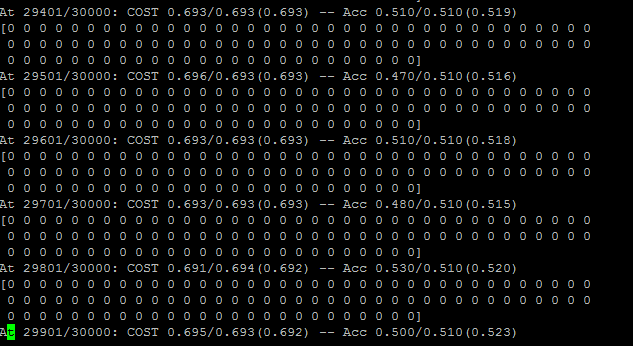 At 29401/30000: COST 0.693/0.693(0.693) -- Acc 0.510/0.510(0.519)
[0 0 0 0 0 0 0 0 0 0 0 0 0 0 0 0 0 0 0 0 0 0 0 0 0 0 0 0 0 0 0 0 0 0 0 0 0
 0 0 0 0 0 0 0 0 0 0 0 0 0 0 0 0 0 0 0 0 0 0 0 0 0 0 0 0 0 0 0 0 0 0 0 0 0
 0 0 0 0 0 0 0 0 0 0 0 0 0 0 0 0 0 0 0 0 0 0 0 0 0 0]
At 29501/30000: COST 0.696/0.693(0.693) -- Acc 0.470/0.510(0.516)
[0 0 0 0 0 0 0 0 0 0 0 0 0 0 0 0 0 0 0 0 0 0 0 0 0 0 0 0 0 0 0 0 0 0 0 0 0
 0 0 0 0 0 0 0 0 0 0 0 0 0 0 0 0 0 0 0 0 0 0 0 0 0 0 0 0 0 0 0 0 0 0 0 0 0
 0 0 0 0 0 0 0 0 0 0 0 0 0 0 0 0 0 0 0 0 0 0 0 0 0 0]
At 29601/30000: COST 0.693/0.693(0.693) -- Acc 0.510/0.510(0.518)
[0 0 0 0 0 0 0 0 0 0 0 0 0 0 0 0 0 0 0 0 0 0 0 0 0 0 0 0 0 0 0 0 0 0 0 0 0
 0 0 0 0 0 0 0 0 0 0 0 0 0 0 0 0 0 0 0 0 0 0 0 0 0 0 0 0 0 0 0 0 0 0 0 0 0
 0 0 0 0 0 0 0 0 0 0 0 0 0 0 0 0 0 0 0 0 0 0 0 0 0 0]
At 29701/30000: COST 0.693/0.693(0.693) -- Acc 0.480/0.510(0.515)
[0 0 0 0 0 0 0 0 0 0 0 0 0 0 0 0 0 0 0 0 0 0 0 0 0 0 0 0 0 0 0 0 0 0 0 0 0
 0 0 0 0 0 0 0 0 0 0 0 0 0 0 0 0 0 0 0 0 0 0 0 0 0 0 0 0 0 0 0 0 0 0 0 0 0
 0 0 0 0 0 0 0 0 0 0 0 0 0 0 0 0 0 0 0 0 0 0 0 0 0 0]
At 29801/30000: COST 0.691/0.694(0.692) -- Acc 0.530/0.510(0.520)
[0 0 0 0 0 0 0 0 0 0 0 0 0 0 0 0 0 0 0 0 0 0 0 0 0 0 0 0 0 0 0 0 0 0 0 0 0
 0 0 0 0 0 0 0 0 0 0 0 0 0 0 0 0 0 0 0 0 0 0 0 0 0 0 0 0 0 0 0 0 0 0 0 0 0
 0 0 0 0 0 0 0 0 0 0 0 0 0 0 0 0 0 0 0 0 0 0 0 0 0 0]
At 29901/30000: COST 0.695/0.693(0.692) -- Acc 0.500/0.510(0.523)